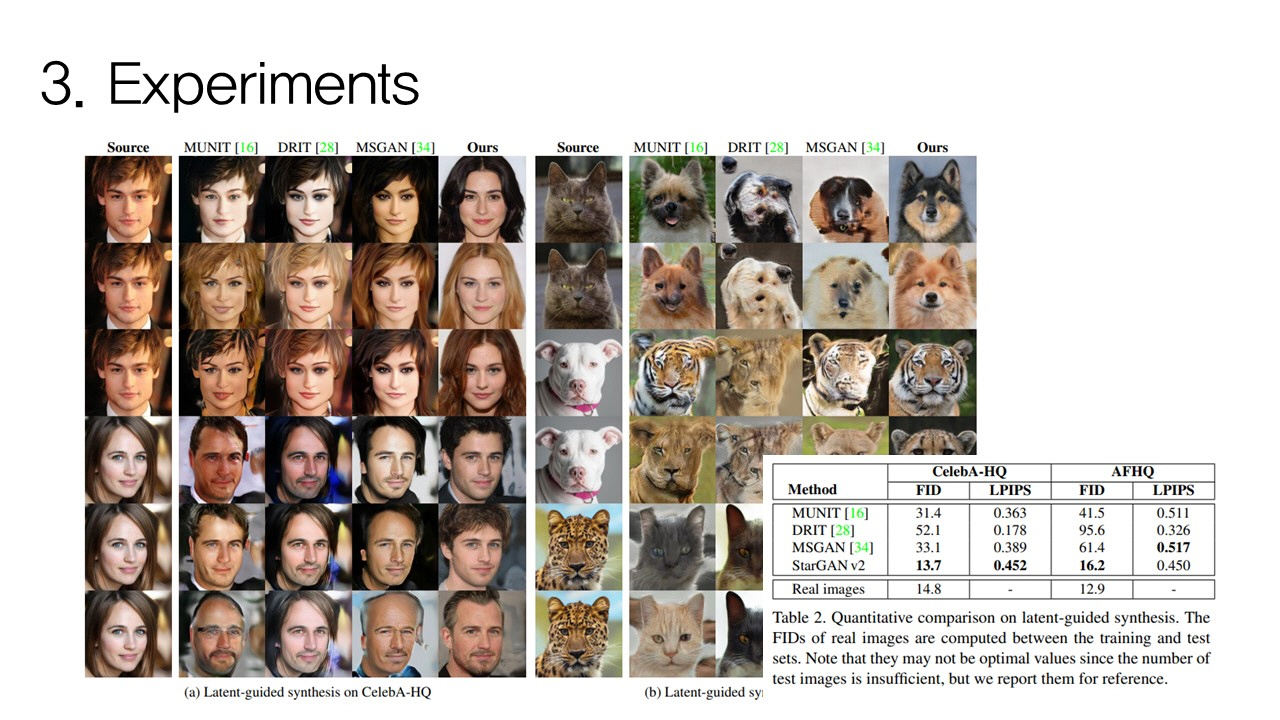 3. Experiments
Source MUNIT [16] DRIT [28] MSGAN [34] Ours Source MUNIT [16] DRIT [28] MSGAN [34] Ours
(a) Latent-guided synthesis on CelebA-HQ
(b) Latent-guided sy
Method CelebA-HQ AFHQ
FID LPIPS FID LPIPS
MUNIT [16] 31.4 0.363 41.5 0.511
DRIT [28] 52.1 0.178 95.6 0.326
MSGAN [34] 33.1 0.389 61.4 0.517
StarGAN v2 13.7 0.452 16.2 0.450
Real images 14.8 - 12.9 -
Table 2. Quantitative comparison on latent-guided synthesis. The
FIDs of real images are computed between the training and test
sets. Note that they may not be optimal values since the number of
test images is insufficient, but we report them for reference.